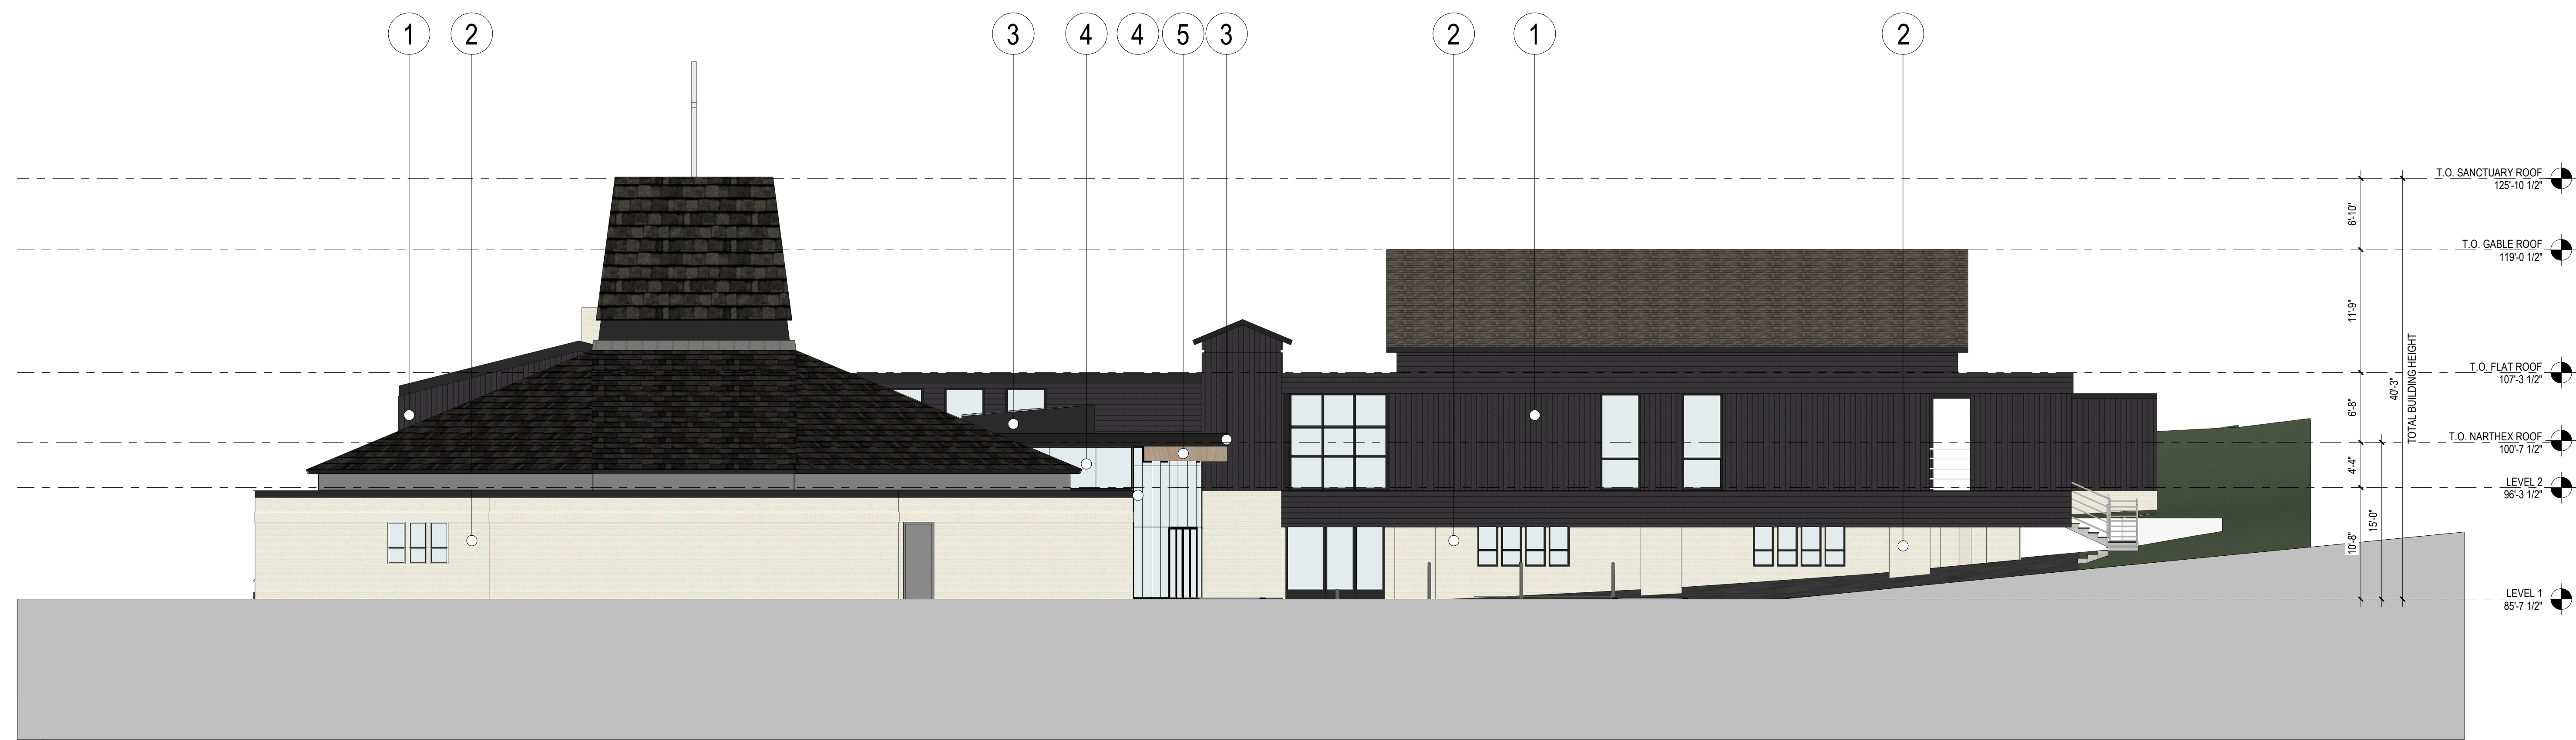 1 2 3 4 4 5 3 2 1 2
T.O. SANCTUARY ROOF
125'-10 1/2"
6'-10"
T.O. GABLE ROOF
119'-0 1/2"
11'-9"
T.O. FLAT ROOF
107'-3 1/2"
6'-8"
40'-3"
TOTAL BUILDING HEIGHT
T.O. NARTHEX ROOF
100'-7 1/2"
4'-4"
LEVEL 2
96'-3 1/2"
15'-0"
10'-8"
LEVEL 1
85'-7 1/2"